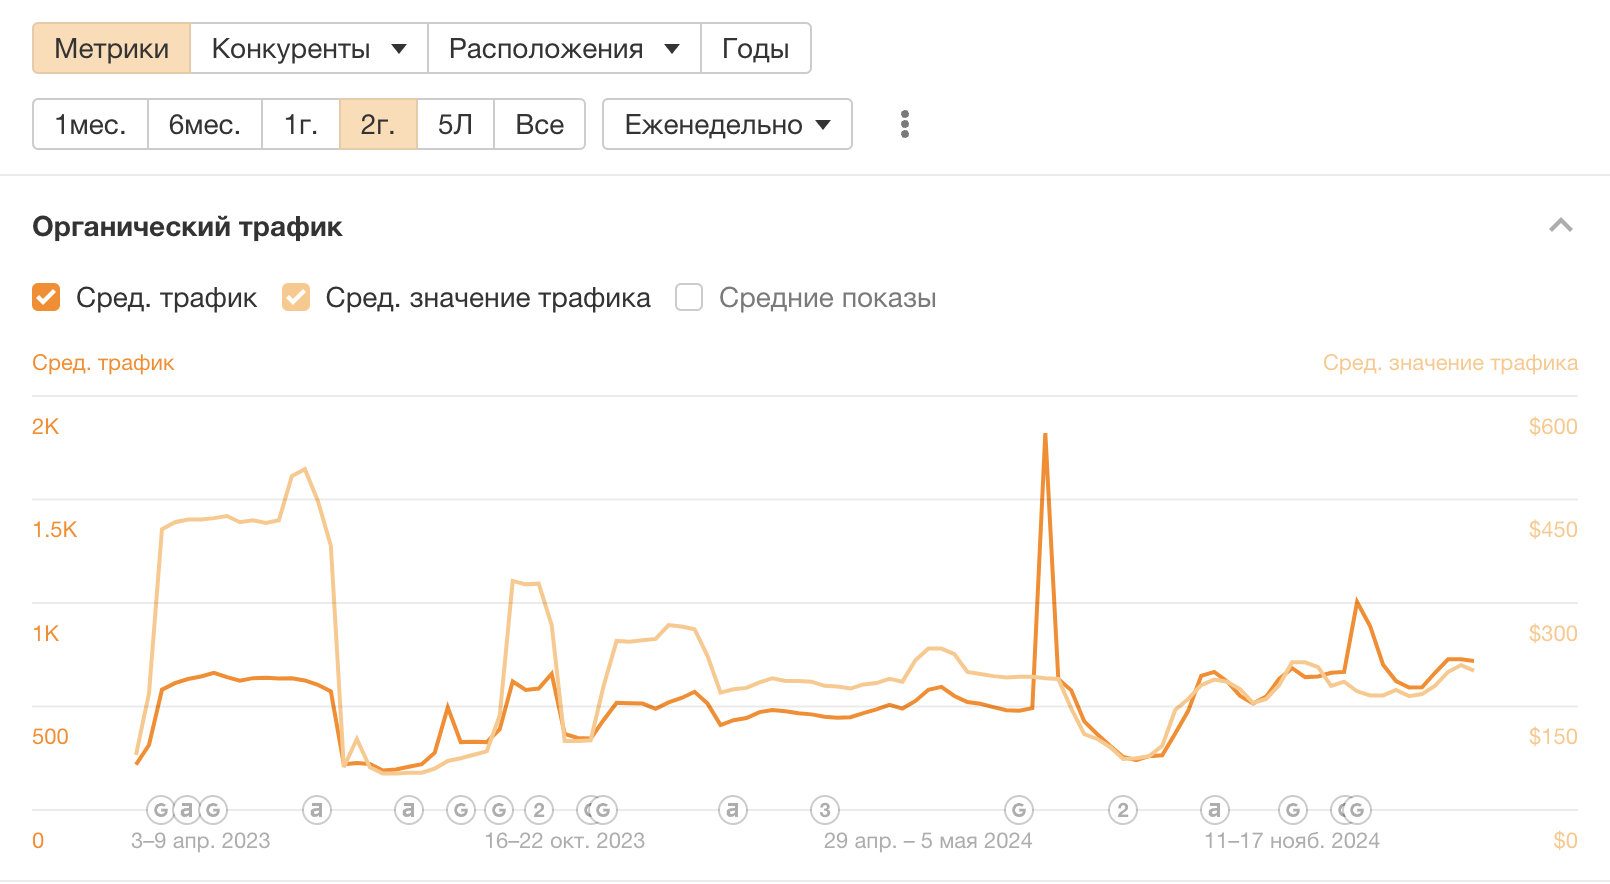 Метрики Конкуренты Расположения Годы
1мес. 6мес. 1г. 2г. 5Л Все Еженедельно
Органический трафик
Сред. трафик Сред. значение трафика Средние показы
Сред. трафик Сред. значение трафика
2K $600
1.5K $450
1K $300
500 $150
G a G a a G G 2 G G a 3 G 2 a G G G
0 3–9 апр. 2023 16–22 окт. 2023 29 апр. – 5 мая 2024 11–17 нояб. 2024 $0